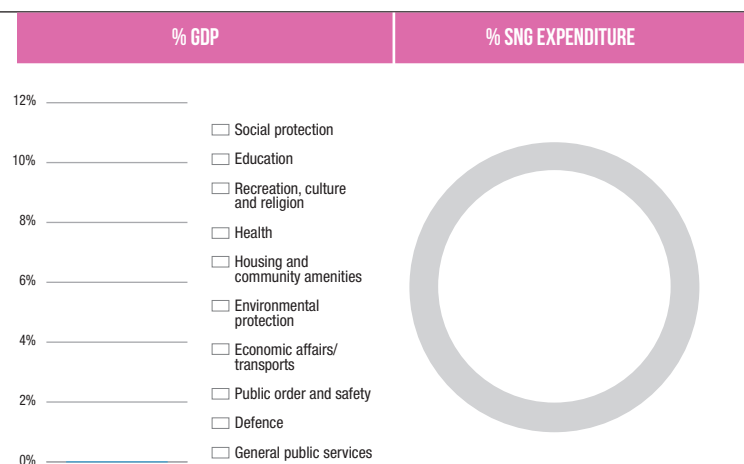 % GDP
% SNG EXPENDITURE
12%
10%
8%
6%
4%
2%
0%
Social protection
Education
Recreation, culture
and religion
Health
Housing and
community amenities
Environmental
protection
Economic affairs/
transports
Public order and safety
Defence
General public services